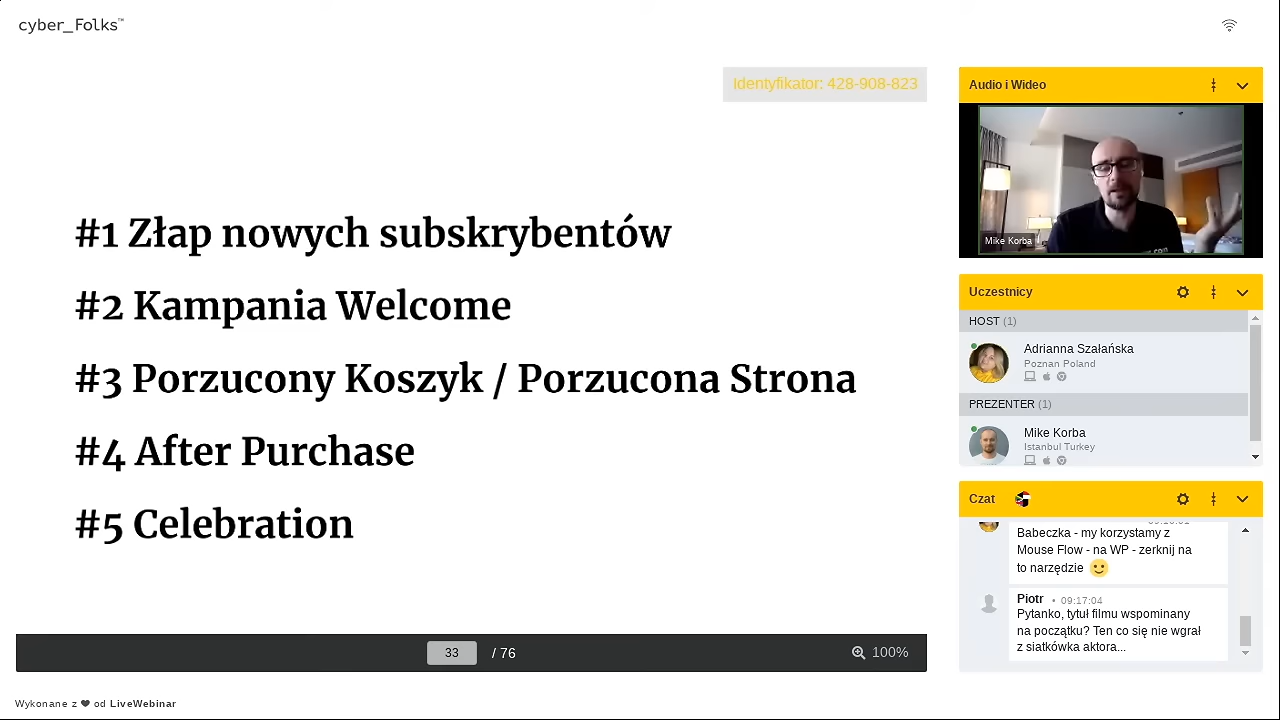 cyber_Folks™
Identyfikator: 428-908-823
#1 Złap nowych subskrybentów
#2 Kampania Welcome
#3 Porzucony Koszyk / Porzucona Strona
#4 After Purchase
#5 Celebration
33 / 76
100%
Wykonane z ❤ od LiveWebinar
Audio i Wideo
Mike Korba
Uczestnicy
HOST (1)
Adrianna Szałańska
Poznan Poland
PREZENTER (1)
Mike Korba
Istanbul Turkey
Czat
Babeczka - my korzystamy z
Mouse Flow - na WP - zerknij na
to narzędzie 🙂
Piotr • 09:17:04
Pytanko, tytuł filmu wspominany
na początku? Ten co się nie wgrał
z siatkówka aktora...